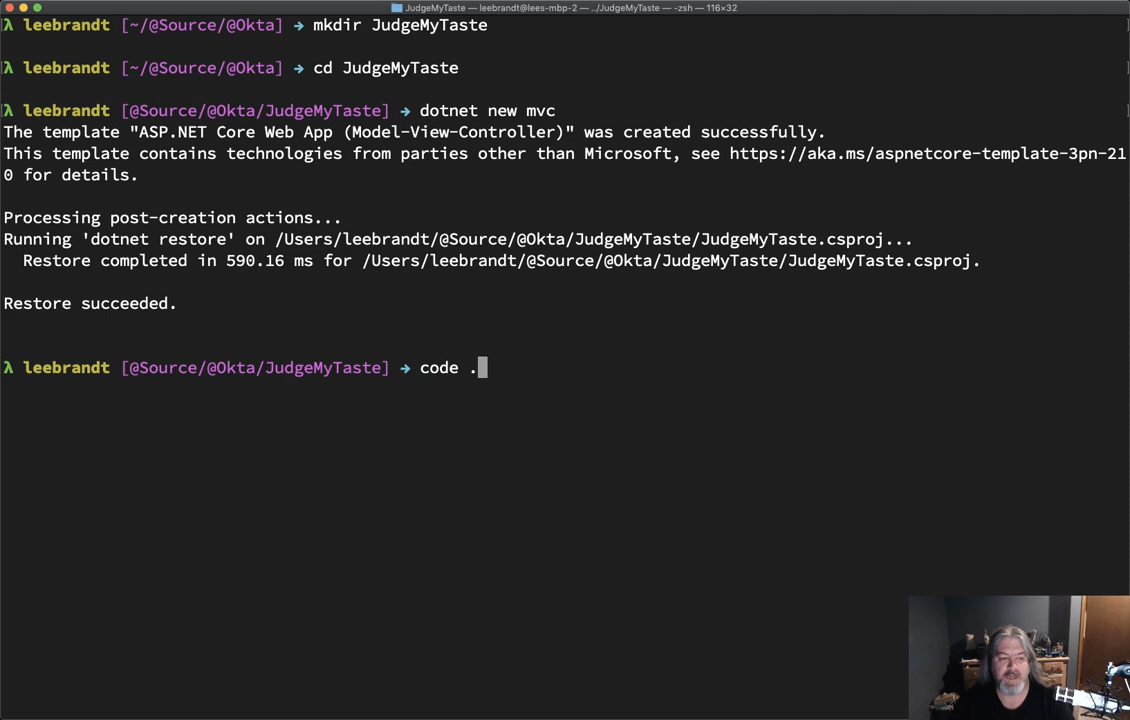 JudgeMyTaste — leebrandt@lees-mbp-2 — ../JudgeMyTaste — -zsh — 116×32
λ leebrandt [~/@Source/@Okta] → mkdir JudgeMyTaste
λ leebrandt [~/@Source/@Okta] → cd JudgeMyTaste
λ leebrandt [@Source/@Okta/JudgeMyTaste] → dotnet new mvc
The template "ASP.NET Core Web App (Model-View-Controller)" was created successfully.
This template contains technologies from parties other than Microsoft, see https://aka.ms/aspnetcore-template-3pn-21
0 for details.
Processing post-creation actions...
Running 'dotnet restore' on /Users/leebrandt/@Source/@Okta/JudgeMyTaste/JudgeMyTaste.csproj...
Restore completed in 590.16 ms for /Users/leebrandt/@Source/@Okta/JudgeMyTaste/JudgeMyTaste.csproj.
Restore succeeded.
λ leebrandt [@Source/@Okta/JudgeMyTaste] → code .